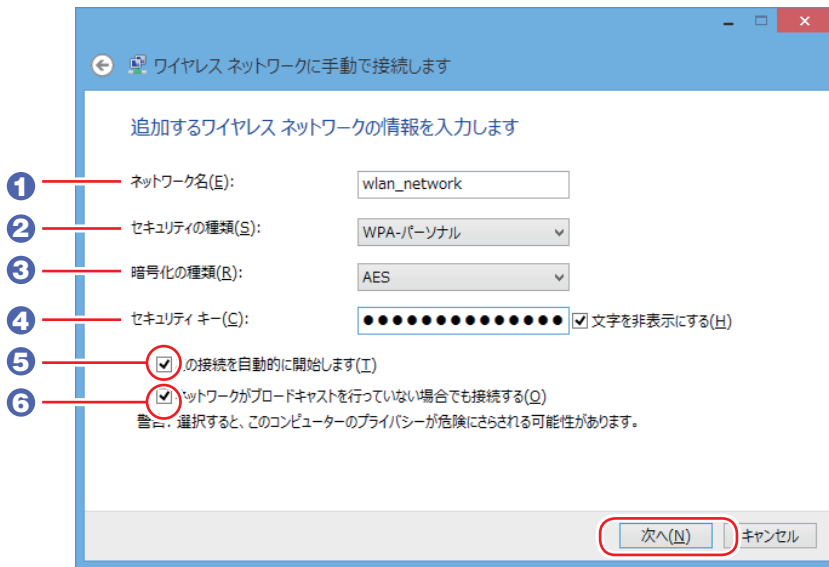 ワイヤレス ネットワークに手動で接続します
追加するワイヤレス ネットワークの情報を入力します
1 ネットワーク名(E): wlan_network
2 セキュリティの種類(S): WPA-パーソナル
3 暗号化の種類(R): AES
4 セキュリティ キー(C): ●●●●●●●●●●●●●● 文字を非表示にする(H)
5 の接続を自動的に開始します(T)
6 ネットワークがブロードキャストを行っていない場合でも接続する(O)
警告: 選択すると、このコンピューターのプライバシーが危険にさらされる可能性があります。
次へ(N) キャンセル